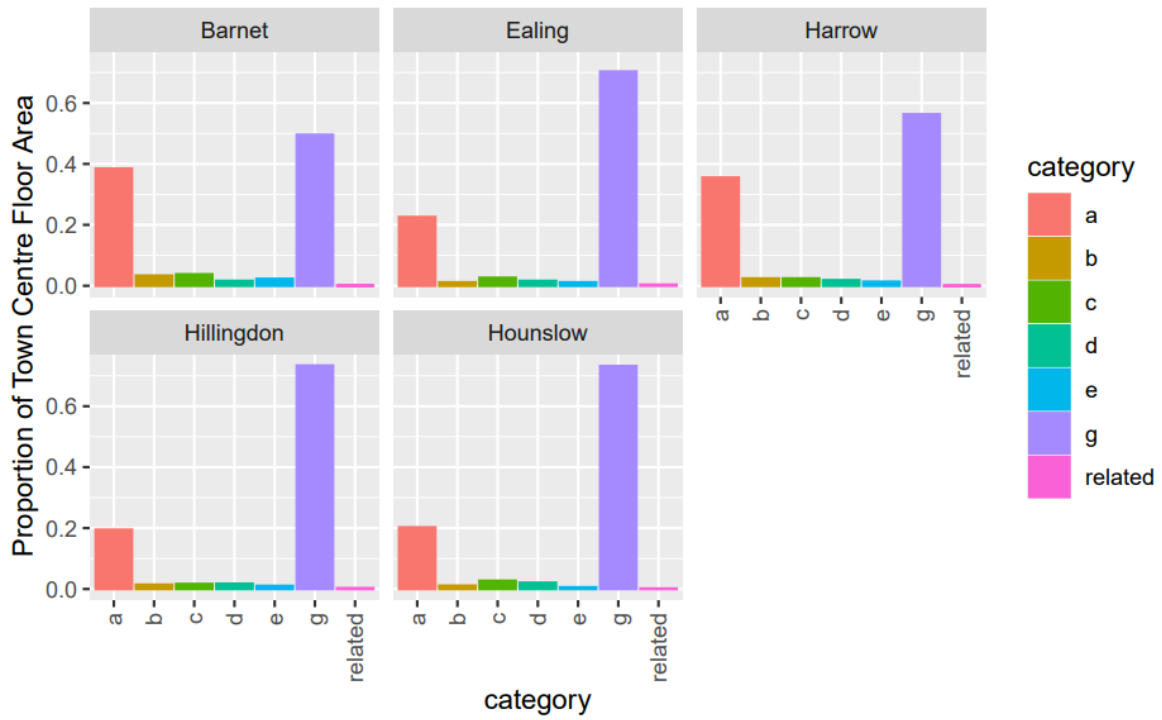 Barnet
Ealing
Harrow
Proportion of Town Centre Floor Area
0.6
0.4
0.2
0.0
a
b
c
d
e
g
related
Hillingdon
Hounslow
0.6
0.4
0.2
0.0
a
b
c
d
e
g
related
a
b
c
d
e
g
related
category
category
a
b
c
d
e
g
related